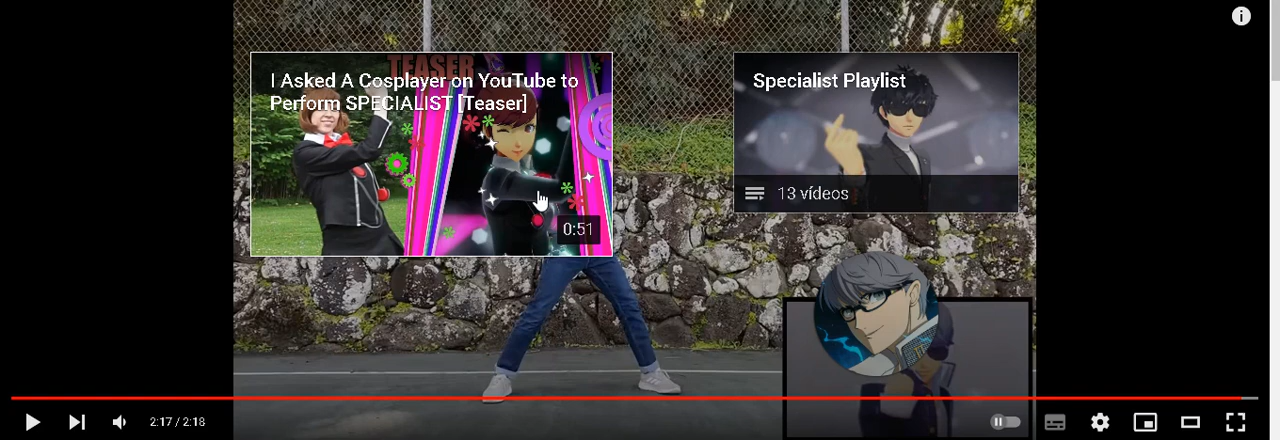 TEASER
I Asked A Cosplayer on YouTube to
Perform SPECIALIST [Teaser]
0:51
Specialist Playlist
13 vídeos
2:17 / 2:18